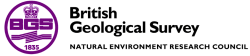 BGS
1835
British
Geological Survey
NATURAL ENVIRONMENT RESEARCH COUNCIL